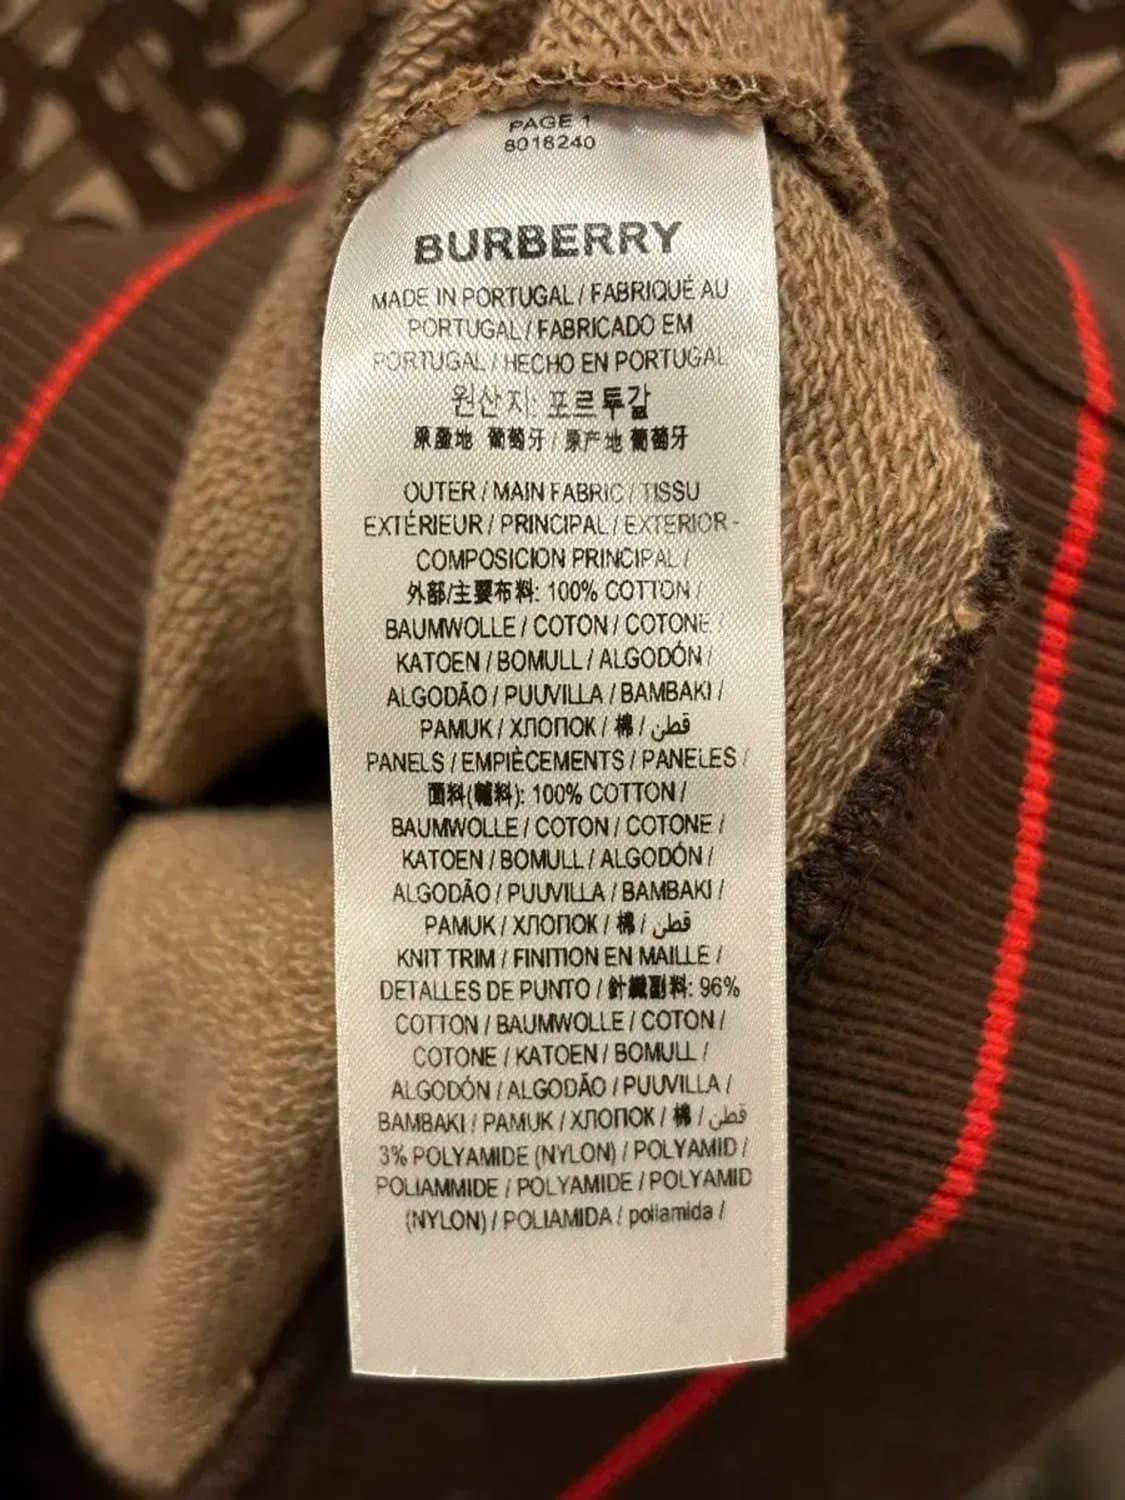 PAGE 1
8018240
BURBERRY
MADE IN PORTUGAL / FABRIQUÉ AU
PORTUGAL / FABRICADO EM
PORTUGAL / HECHO EN PORTUGAL
원산지: 포르투갈
原產地 葡萄牙 / 原产地 葡萄牙
OUTER / MAIN FABRIC / TISSU
EXTÉRIEUR / PRINCIPAL / EXTERIOR -
COMPOSICION PRINCIPAL /
外部/主要布料: 100% COTTON /
BAUMWOLLE / COTON / COTONE /
KATOEN / BOMULL / ALGODÓN /
ALGODÃO / PUUVILLA / BAMBAKI /
PAMUK / ХЛОПОК / 棉 / قطن
PANELS / EMPIÈCEMENTS / PANELES /
面料(輔料): 100% COTTON /
BAUMWOLLE / COTON / COTONE /
KATOEN / BOMULL / ALGODÓN /
ALGODÃO / PUUVILLA / BAMBAKI /
PAMUK / ХЛОПОК / 棉 / قطن
KNIT TRIM / FINITION EN MAILLE /
DETALLES DE PUNTO / 針織副料: 96%
COTTON / BAUMWOLLE / COTON /
COTONE / KATOEN / BOMULL /
ALGODÓN / ALGODÃO / PUUVILLA /
BAMBAKI / PAMUK / ХЛОПОК / 棉 / قطن
3% POLYAMIDE (NYLON) / POLYAMID /
POLIAMMIDE / POLYAMIDE / POLYAMID
(NYLON) / POLIAMIDA / poliamida /